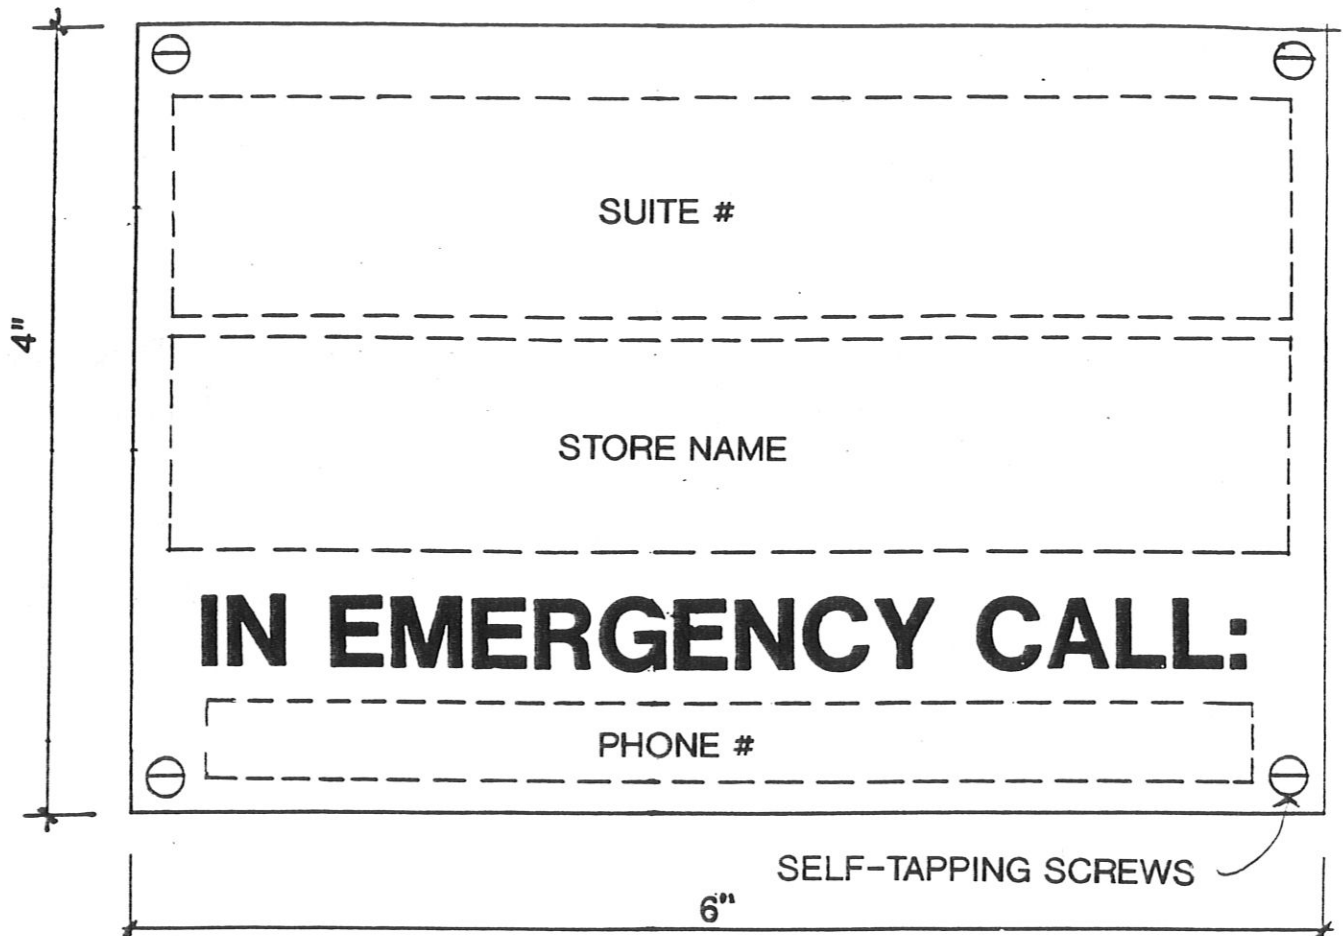 SUITE #
4"
STORE NAME
IN EMERGENCY CALL:
PHONE #
SELF-TAPPING SCREWS
6"